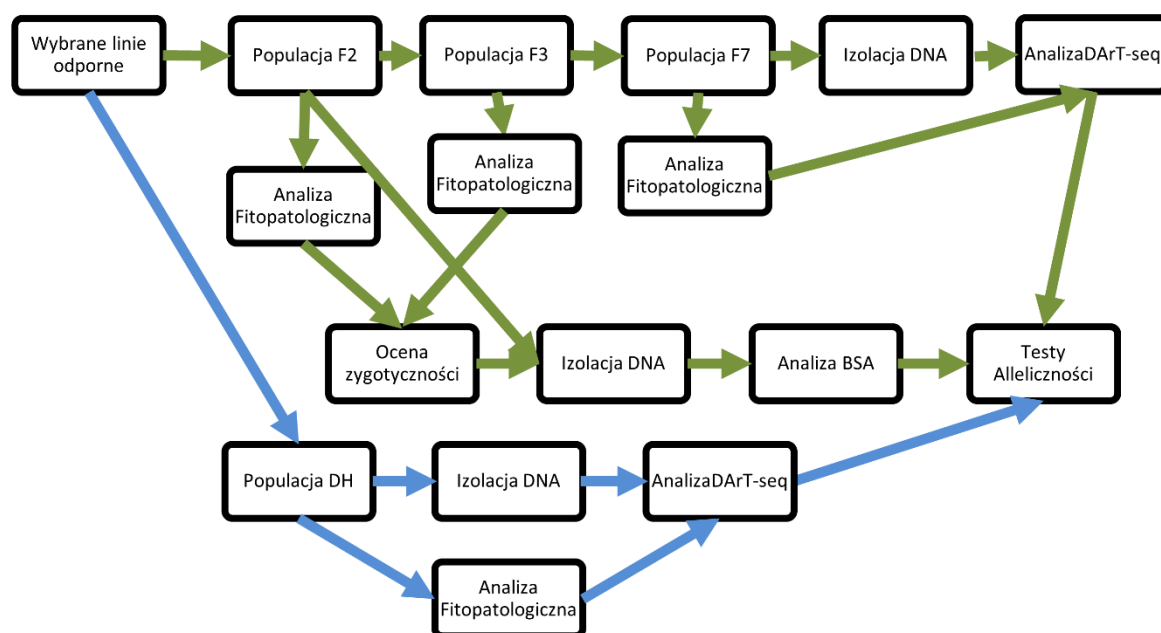 Wybrane linie
odporne
Populacja F2
Populacja F3
Populacja F7
Izolacja DNA
AnalizaDArT-seq
Analiza
Fitopatologiczna
Analiza
Fitopatologiczna
Analiza
Fitopatologiczna
Ocena
zygotyczności
Izolacja DNA
Analiza BSA
Testy
Alleliczności
Populacja DH
Izolacja DNA
AnalizaDArT-seq
Analiza
Fitopatologiczna